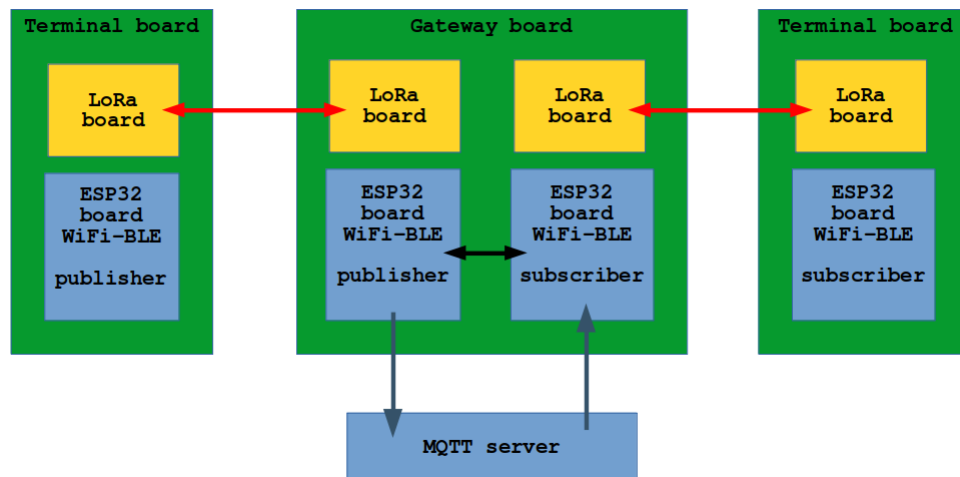 Terminal board
Gateway board
Terminal board
LoRa
board
LoRa
board
LoRa
board
LoRa
board
ESP32
board
WiFi-BLE
publisher
ESP32
board
WiFi-BLE
publisher
ESP32
board
WiFi-BLE
subscriber
ESP32
board
WiFi-BLE
subscriber
MQTT server